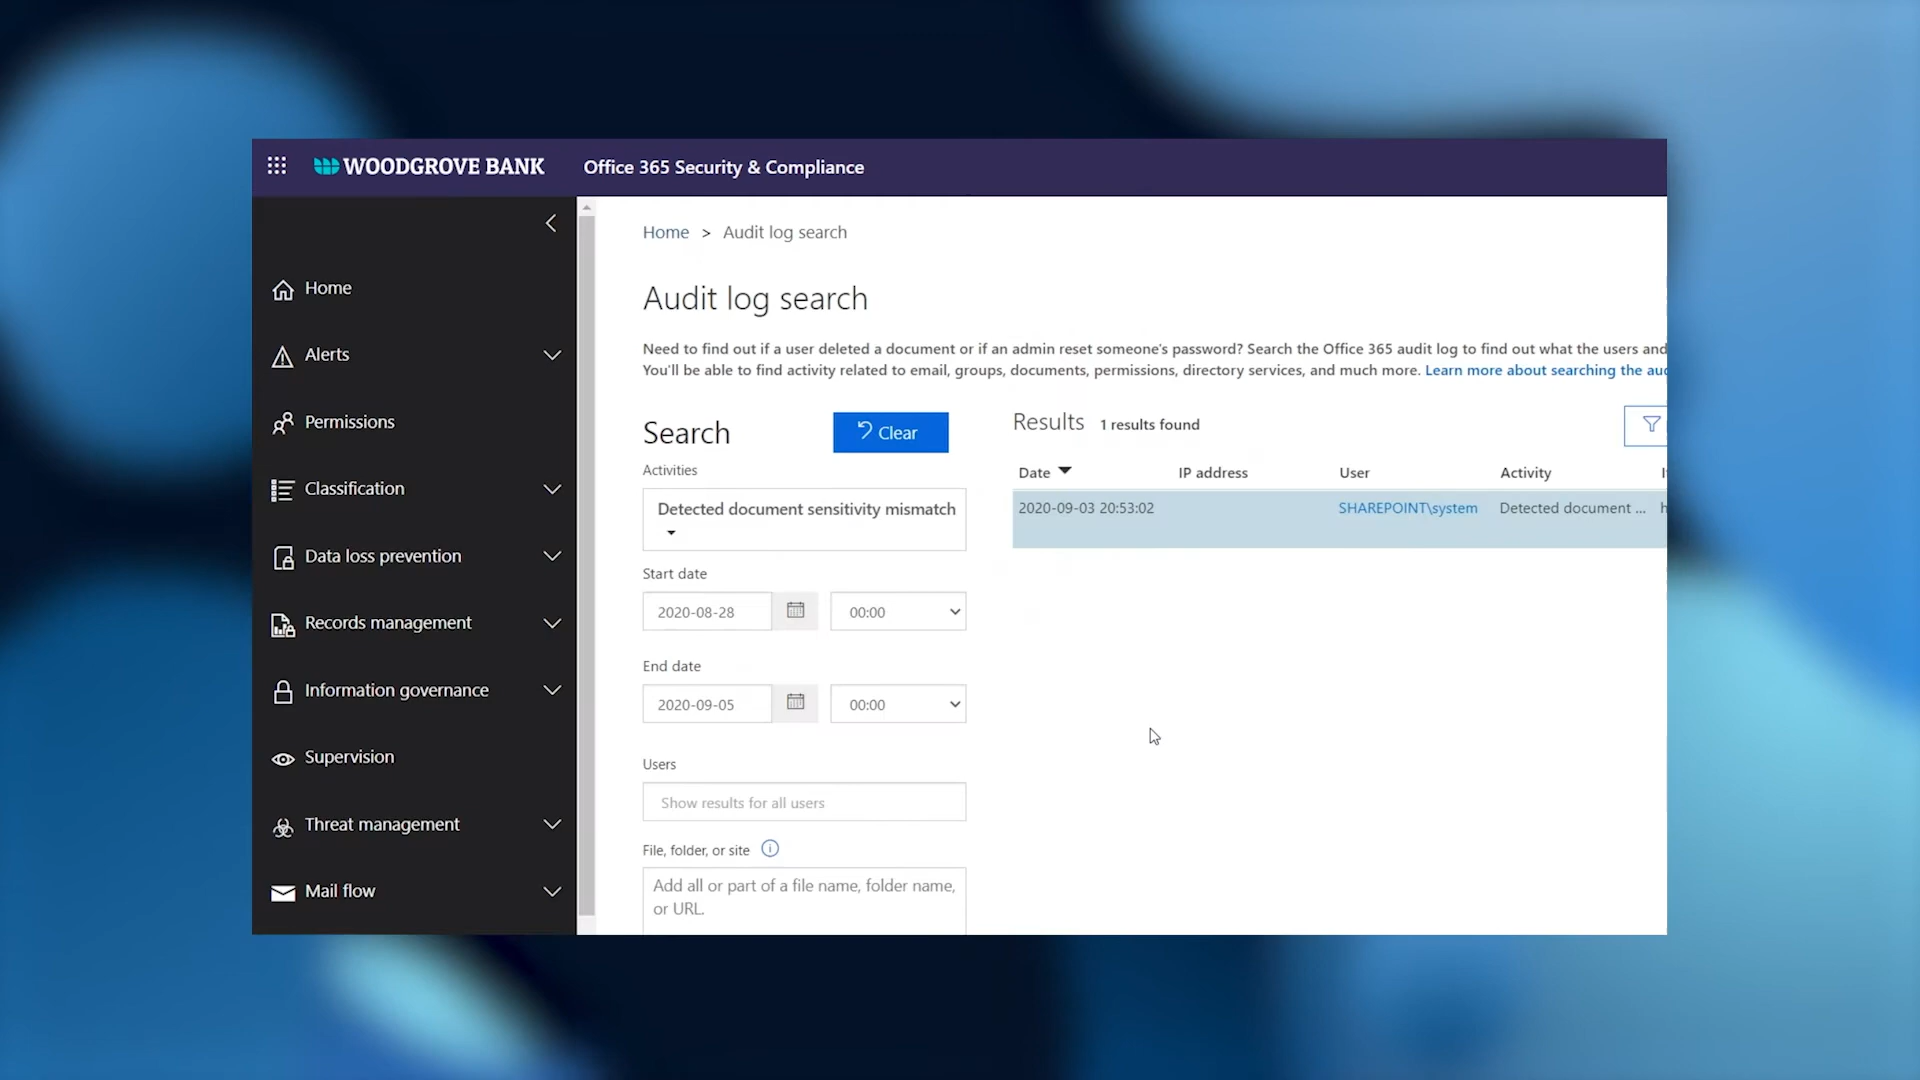 WOODGROVE BANK
Office 365 Security & Compliance
Home
Alerts
Permissions
Classification
Data loss prevention
Records management
Information governance
Supervision
Threat management
Mail flow
Home > Audit log search
Audit log search
Need to find out if a user deleted a document or if an admin reset someone's password? Search the Office 365 audit log to find out what the users and
You'll be able to find activity related to email, groups, documents, permissions, directory services, and much more. Learn more about searching the
Search
Clear
Activities
Detected document sensitivity mismatch
Start date
2020-08-28
00:00
End date
2020-09-05
00:00
Users
Show results for all users
File, folder, or site
Add all or part of a file name, folder name,
or URL.
Results 1 results found
Date IP address User Activity
2020-09-03 20:53:02 SHAREPOINT\system Detected document ...